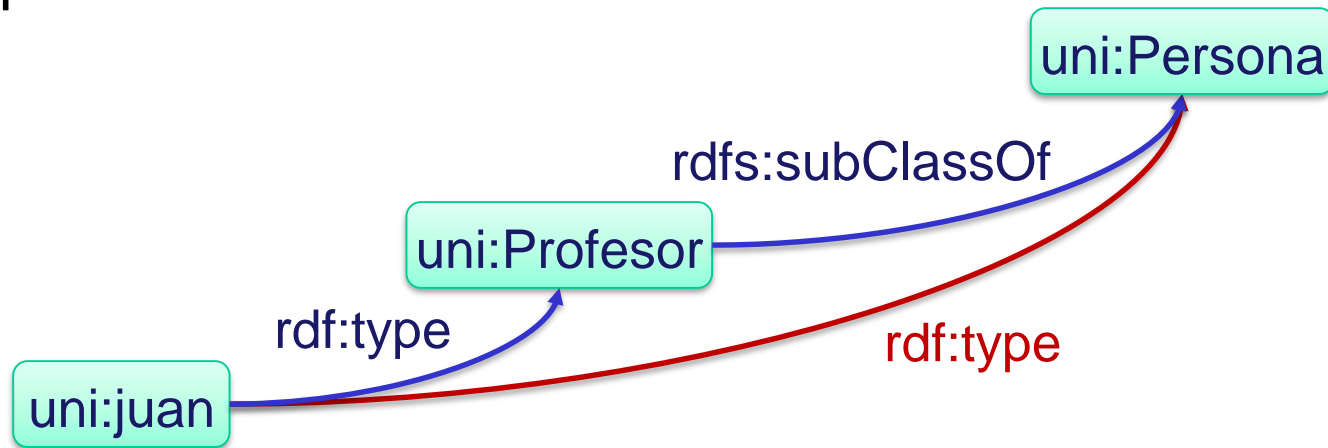 uni:Persona
rdfs:subClassOf
uni:Profesor
rdf:type
rdf:type
uni:juan